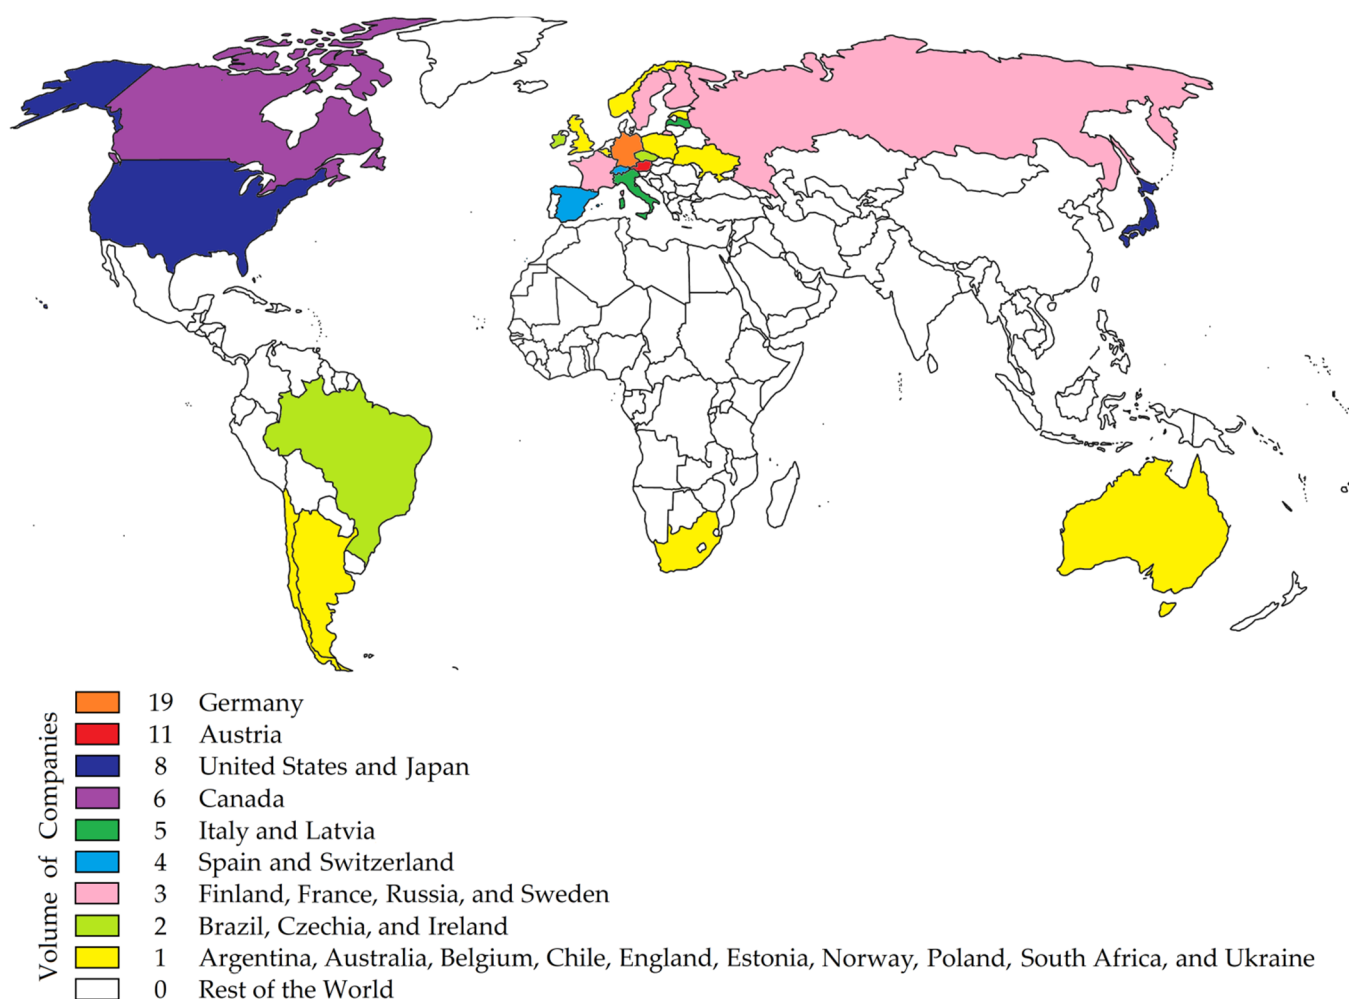 Volume of Companies
19 Germany
11 Austria
8 United States and Japan
6 Canada
5 Italy and Latvia
4 Spain and Switzerland
3 Finland, France, Russia, and Sweden
2 Brazil, Czechia, and Ireland
1 Argentina, Australia, Belgium, Chile, England, Estonia, Norway, Poland, South Africa, and Ukraine
0 Rest of the World